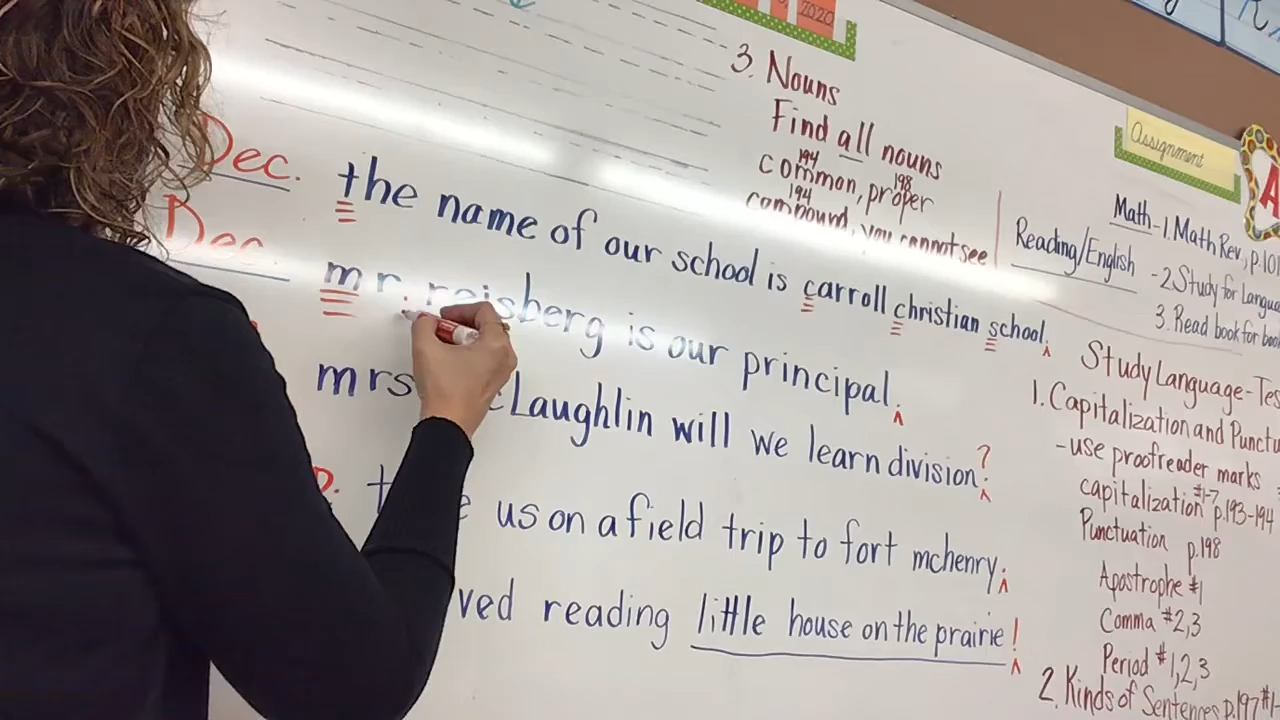 2020
3. Nouns
Find all nouns
194 198
common, proper
194
compound, you cannot see
Assignment
Reading/English
Math-1. Math Rev., p.101
-2. Study for Langua
3. Read book for boo
Dec. the name of our school is carroll christian school.
Dec. mr. reisberg is our principal.
mrs Laughlin will we learn division?
us on a field trip to fort mchenry.
ved reading little house on the prairie!
Study Language-Tes
1. Capitalization and Punctu
-use proofreader marks
#1-7
capitalization p.193-194
Punctuation p.198
Apostrophe #1
Comma #2,3
Period #1,2,3
2. Kinds of Sentences p.197 #1-